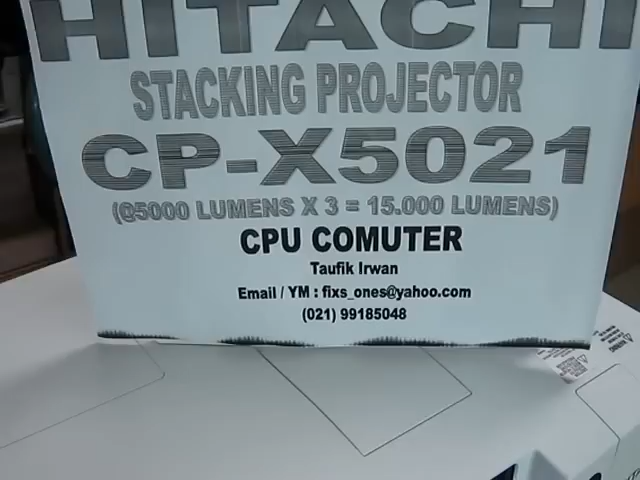 HITACHI
STACKING PROJECTOR
CP-X5021
(@5000 LUMENS X 3 = 15.000 LUMENS)
CPU COMUTER
Taufik Irwan
Email / YM : fixs_ones@yahoo.com
(021) 99185048